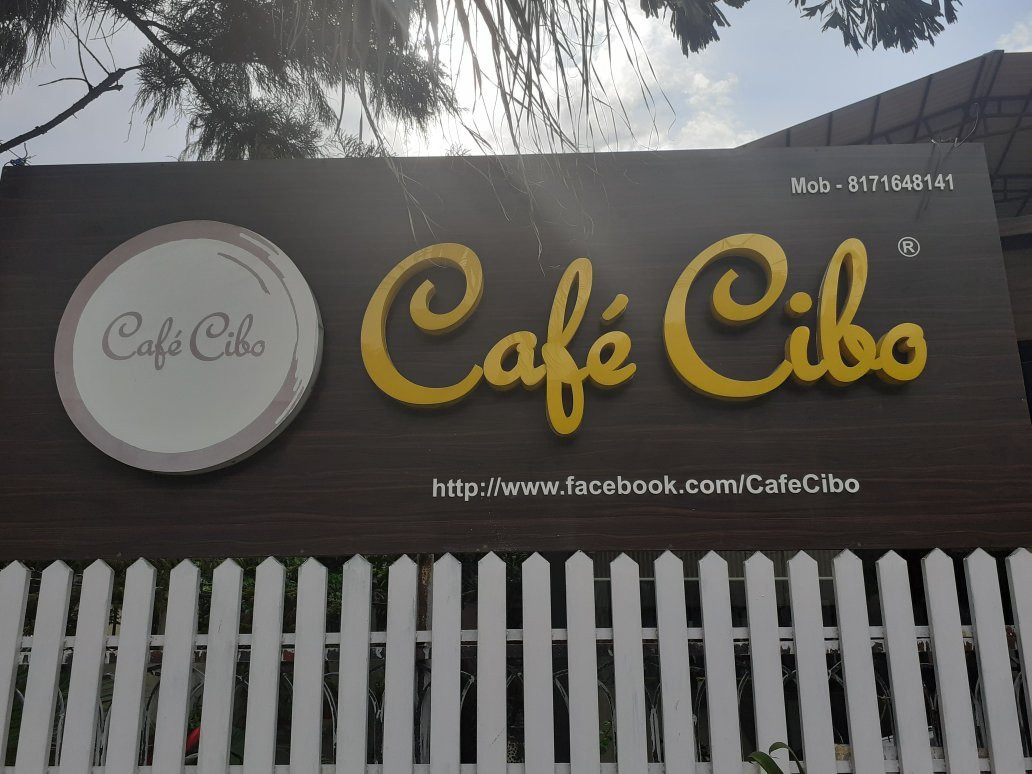 Mob - 8171648141
Café Cibo
Café Cibo ®
http://www.facebook.com/CafeCibo